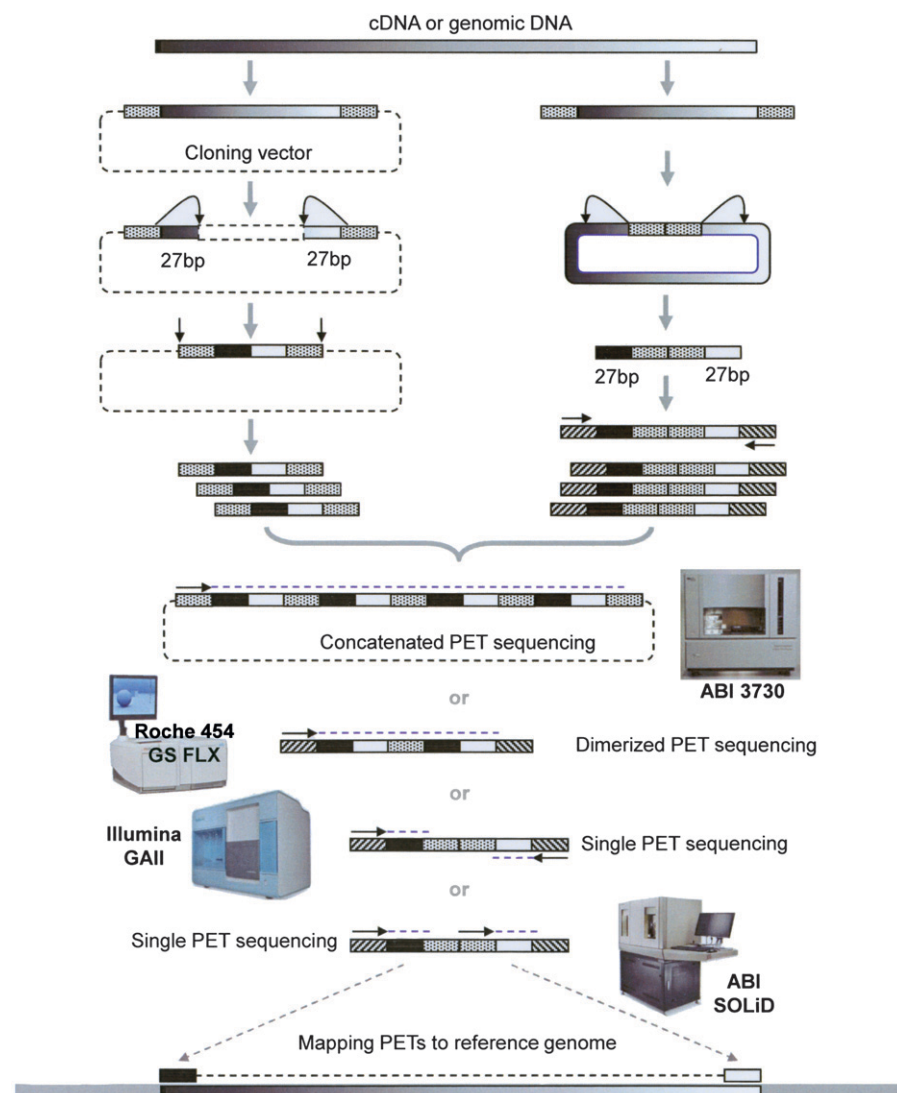 cDNA or genomic DNA
Cloning vector
27bp 27bp
27bp 27bp
Concatenated PET sequencing
ABI 3730
or
Roche 454
GS FLX
Dimerized PET sequencing
or
Illumina
GAII
Single PET sequencing
or
Single PET sequencing
ABI
SOLiD
Mapping PETs to reference genome